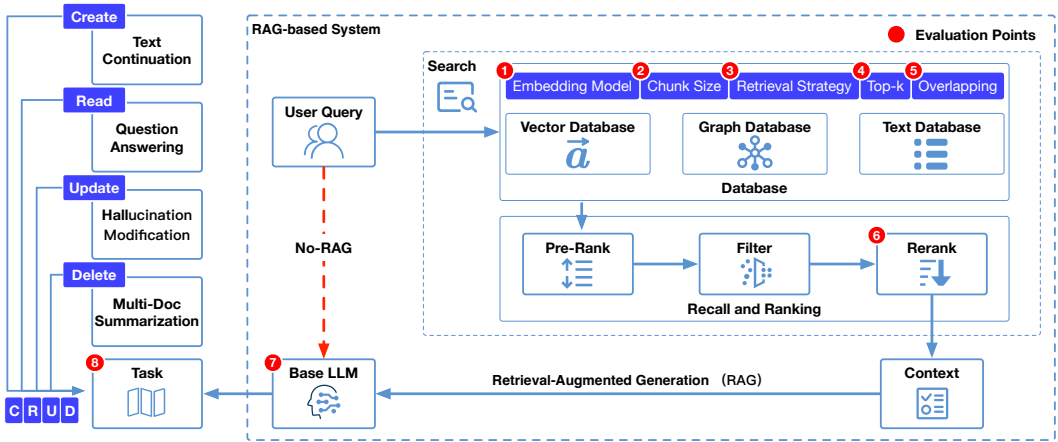 Create
Text
Continuation
Read
Question
Answering
Update
Hallucination
Modification
Delete
Multi-Doc
Summarization
8
Task
C R U D
RAG-based System
Evaluation Points
User Query
No-RAG
7
Base LLM
Search
1 Embedding Model 2 Chunk Size 3 Retrieval Strategy 4 Top-k 5 Overlapping
Vector Database
a
Graph Database
Text Database
Database
Pre-Rank
Filter
6
Rerank
Recall and Ranking
Retrieval-Augmented Generation （RAG）
Context